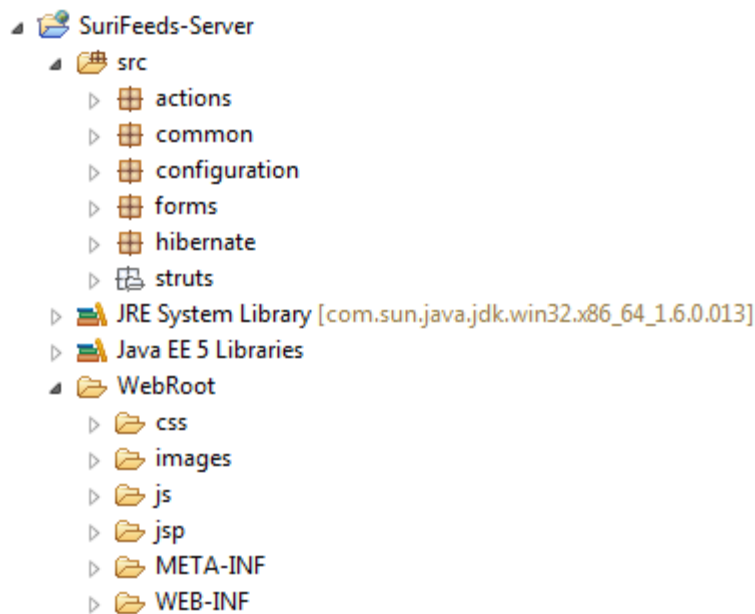 SuriFeeds-Server
src
actions
common
configuration
forms
hibernate
struts
JRE System Library [com.sun.java.jdk.win32.x86_64_1.6.0.013]
Java EE 5 Libraries
WebRoot
css
images
js
jsp
META-INF
WEB-INF